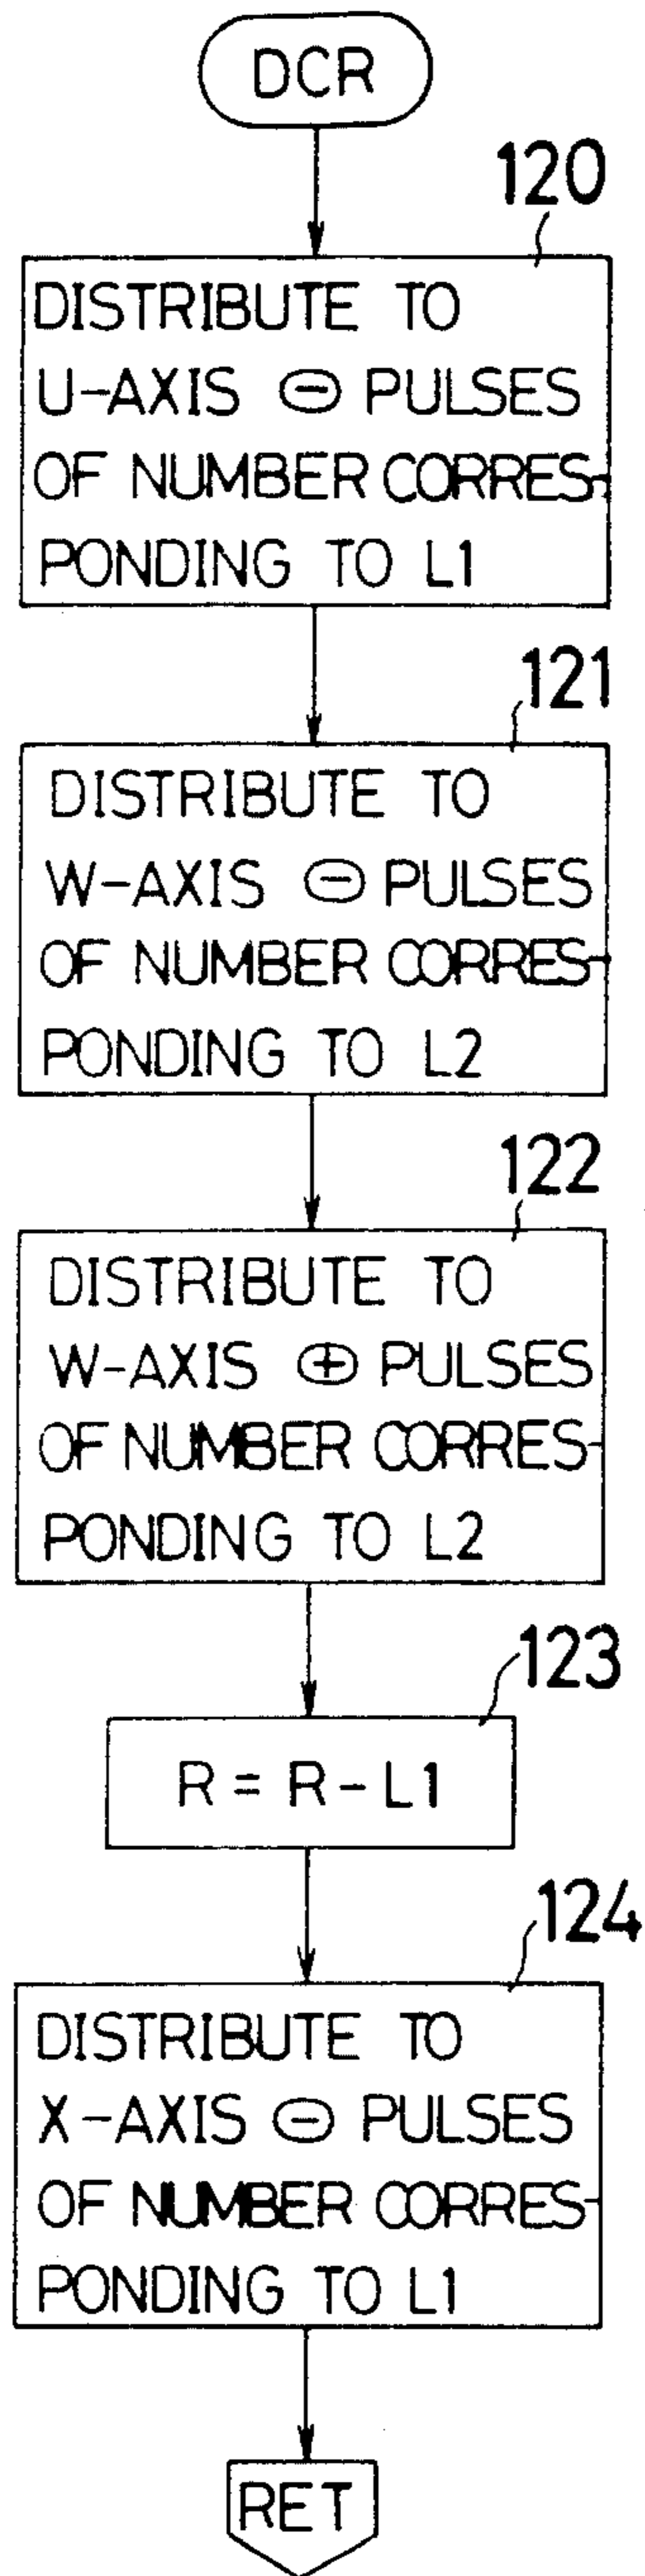 DCR
120
DISTRIBUTE TO
U-AXIS ⊖ PULSES
OF NUMBER CORRES-
PONDING TO L1
121
DISTRIBUTE TO
W-AXIS ⊖ PULSES
OF NUMBER CORRES-
PONDING TO L2
122
DISTRIBUTE TO
W-AXIS ⊕ PULSES
OF NUMBER CORRES-
PONDING TO L2
123
R = R - L1
124
DISTRIBUTE TO
X-AXIS ⊖ PULSES
OF NUMBER CORRES-
PONDING TO L1
RET